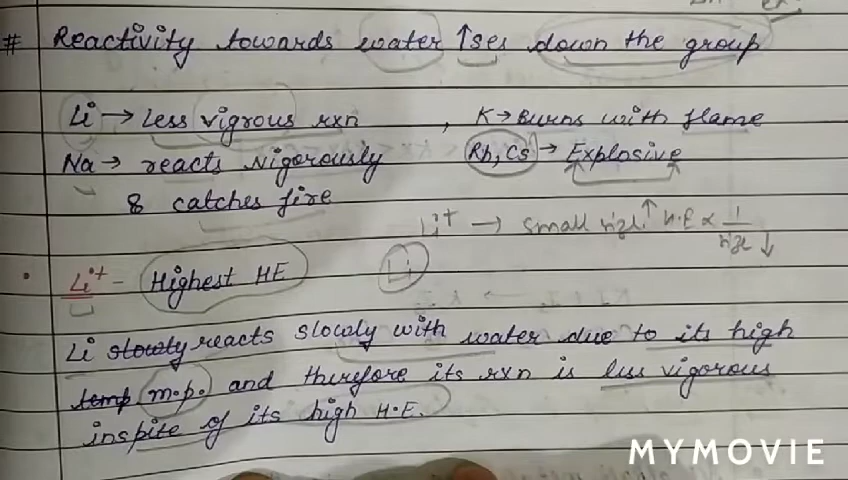 # Reactivity towards water ↑ses down the group
Li → Less vigrous rxn , K → Burns with flame
Na → reacts Nigorously Rb, Cs → Explosive
& catches fire
Li+ → small size ↑ H.E ∝ 1/size ↓
• Li+ - Highest HE Li
Li slowly reacts slowly with water due to its high
temp m.p. and therefore its rxn is less vigorous
inspite of its high H.E.
MYMOVIE